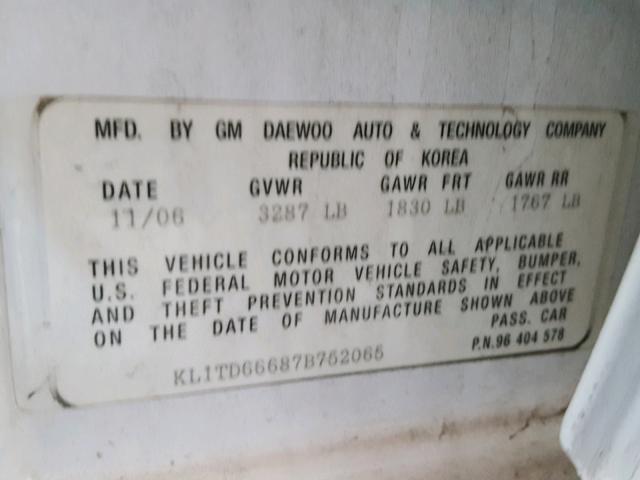 MFD. BY GM DAEWOO AUTO & TECHNOLOGY COMPANY
REPUBLIC OF KOREA
DATE GVWR GAWR FRT GAWR RR
11/06 3287 LB 1830 LB 1767 LB
THIS VEHICLE CONFORMS TO ALL APPLICABLE
U.S. FEDERAL MOTOR VEHICLE SAFETY, BUMPER,
AND THEFT PREVENTION STANDARDS IN EFFECT
ON THE DATE OF MANUFACTURE SHOWN ABOVE
PASS. CAR
KL1TD66687B752065 P.N.96 404 578